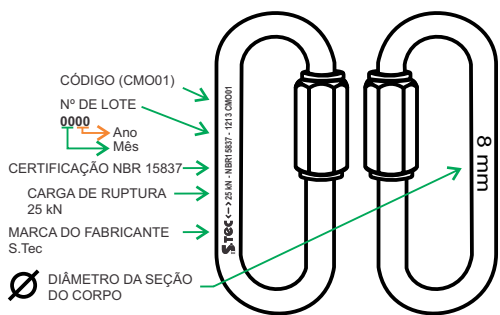 CÓDIGO (CMO01)
Nº DE LOTE
0000
Ano
Mês
CERTIFICAÇÃO NBR 15837
CARGA DE RUPTURA
25 kN
MARCA DO FABRICANTE
S.Tec
Ø DIÂMETRO DA SEÇÃO
DO CORPO
S.TEC <--> 25 kN - NBR15837 - 1213 CMO01
8 mm